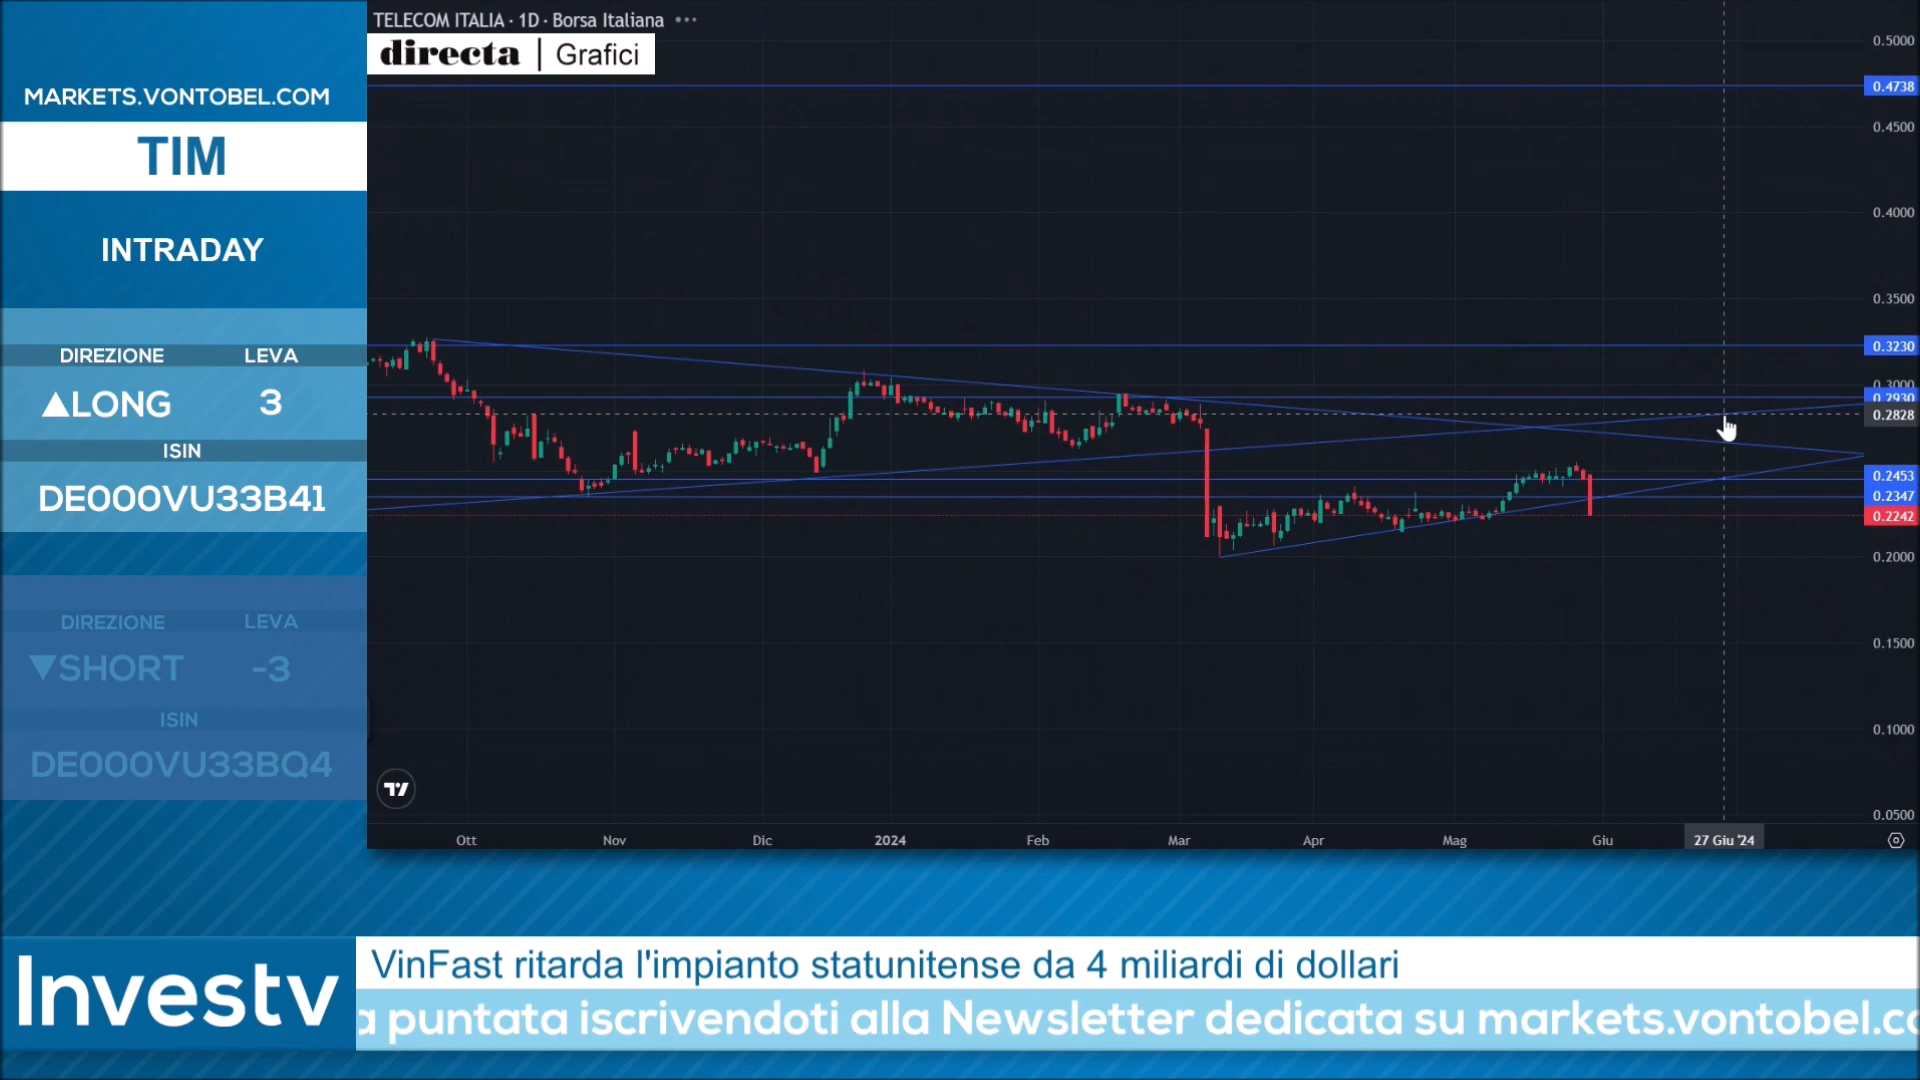 MARKETS.VONTOBEL.COM
TIM
INTRADAY
DIREZIONE LEVA
▲LONG 3
ISIN
DE000VU33B41
DIREZIONE LEVA
▼SHORT -3
ISIN
DE000VU33BQ4
TELECOM ITALIA · 1D · Borsa Italiana
directa | Grafici
0.5000
0.4738
0.4500
0.4000
0.3500
0.3230
0.3000
0.2930
0.2828
0.2453
0.2347
0.2242
0.2000
0.1500
0.1000
0.0500
Ott Nov Dic 2024 Feb Mar Apr Mag Giu 27 Giu '24
Investv
VinFast ritarda l'impianto statunitense da 4 miliardi di dollari
a puntata iscrivendoti alla Newsletter dedicata su markets.vontobel.co